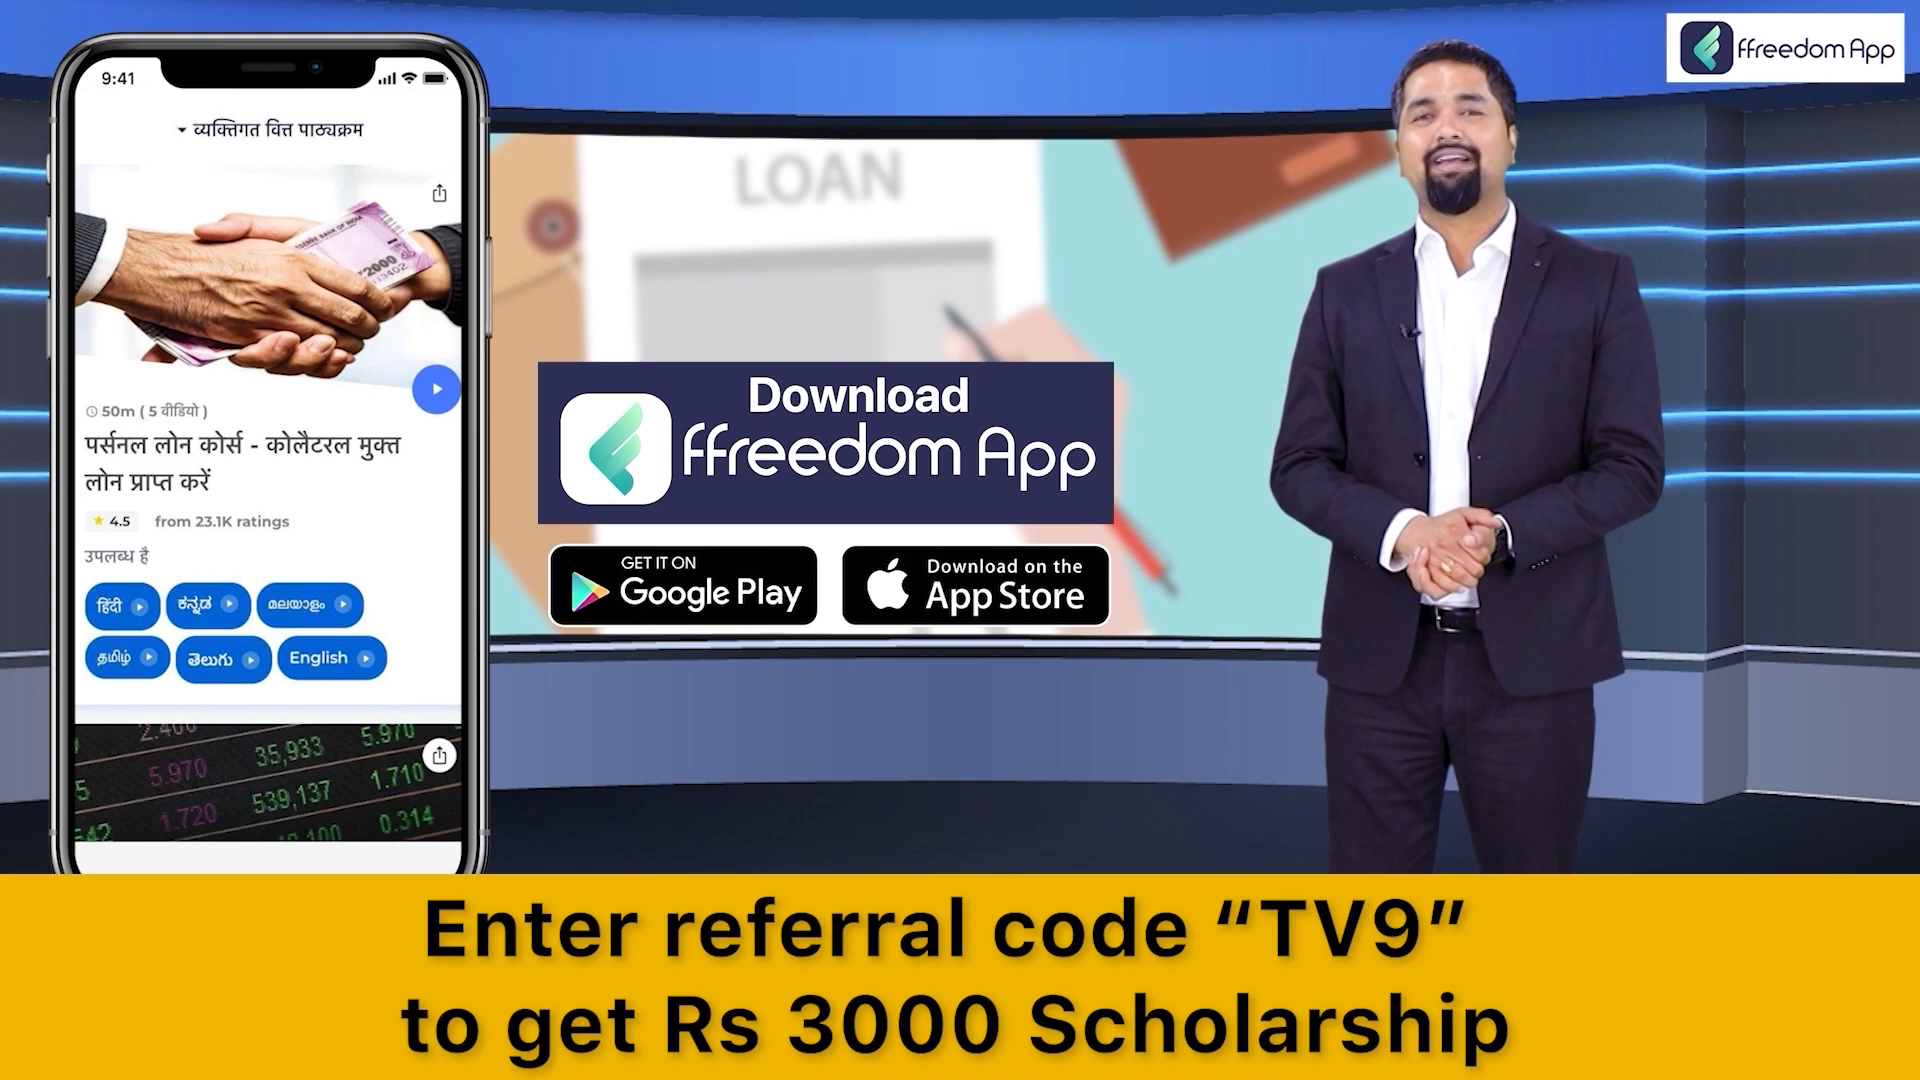 9:41
व्यक्तिगत वित्त पाठ्यक्रम
₹2000
50m ( 5 वीडियो )
पर्सनल लोन कोर्स - कोलैटरल मुक्त
लोन प्राप्त करें
4.5 from 23.1K ratings
उपलब्ध है
हिंदी ಕನ್ನಡ മലയാളം
தமிழ் తెలుగు English
5.970
5.970 35,933
1.710
1.720 539,137
0.314
LOAN
Download
ffreedom App
GET IT ON
Google Play
Download on the
App Store
ffreedom App
Enter referral code “TV9”
to get Rs 3000 Scholarship